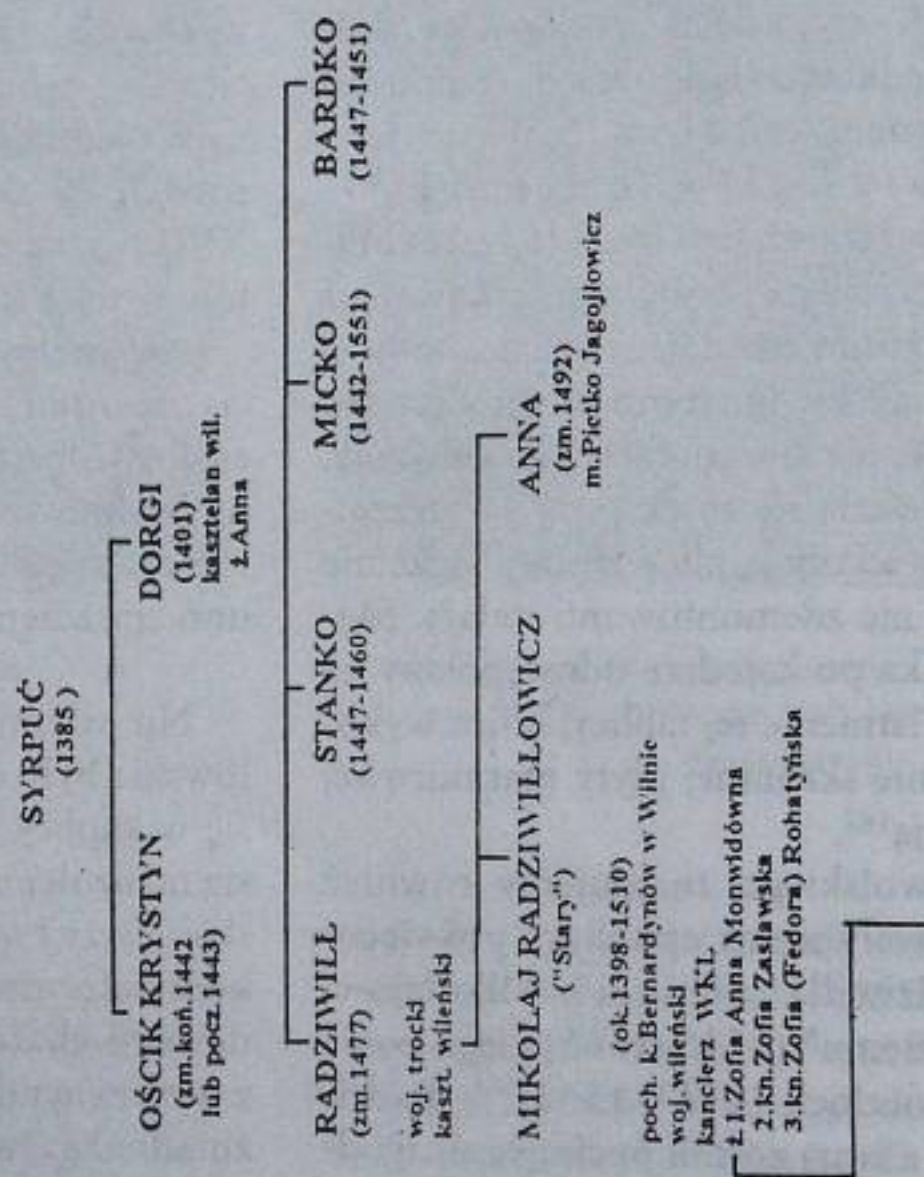 SYRPUĆ
(1385)
OŚCIK KRYSTYN
(zm.koń.1442
lub pocz.1443)
DORGI
(1401)
kasztelan wil.
ż.Anna
RADZIWILL
(zm.1477)
woj. trocki
kaszt. wileński
STANKO
(1447-1460)
MICKO
(1442-1551)
BARDKO
(1447-1451)
MIKOLAJ RADZIWILLOWICZ
("Stary")
(ok.1398-1510)
poch. k.Bernardynów w Wilnie
woj.wileński
kanclerz WKL
ż.1.Zofia Anna Monwidówna
2.kn.Zofia Zasławska
3.kn.Zofia (Fedora) Rohatyńska
ANNA
(zm.1492)
m.Pietko Jagojłowicz